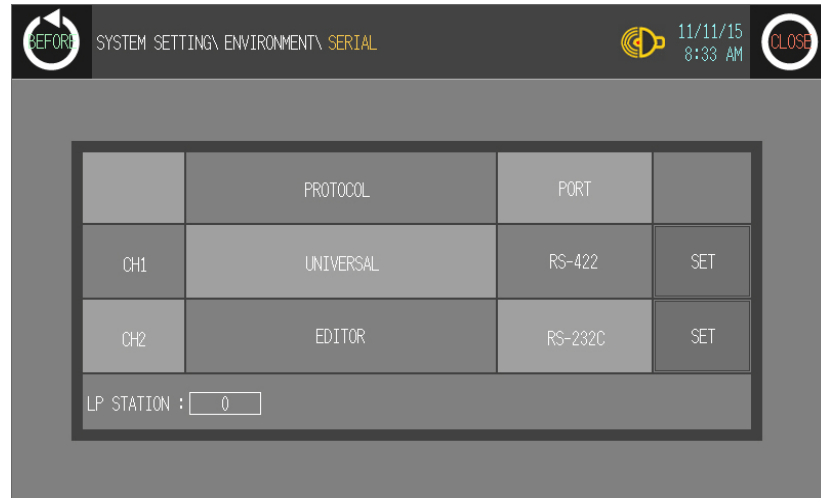 BEFORE
SYSTEM SETTING\ ENVIRONMENT\ SERIAL
11/11/15
8:33 AM
CLOSE
PROTOCOL PORT
CH1 UNIVERSAL RS-422 SET
CH2 EDITOR RS-232C SET
LP STATION : 0